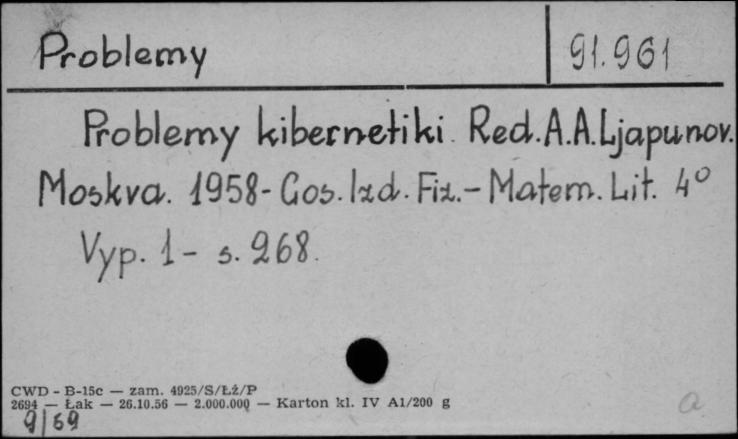 Problemy 91.961
Problemy kibernetiki. Red. A.A. Ljapunov.
Moskva. 1958- Gos. Izd. Fiz.- Matem. Lit. 4°
Vyp. 1- s. 268.
CWD - B-15c — zam. 4925/S/Łź/P
2694 — Łak — 26.10.56 — 2.000.000 — Karton kl. IV A1/200 g
9/69
a